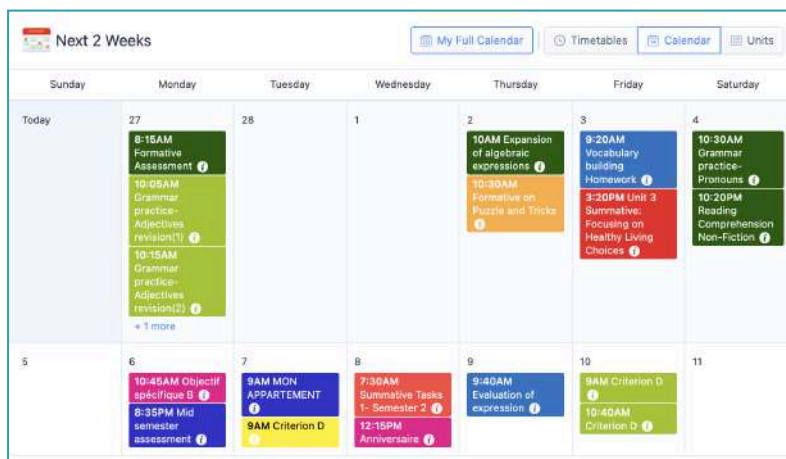 Next 2 Weeks
My Full Calendar
Timetables
Calendar
Units
Sunday Monday Tuesday Wednesday Thursday Friday Saturday
Today
27
8:15AM
Formative
Assessment
10:05AM
Grammar
practice-
Adjectives
revision(1)
10:15AM
Grammar
practice-
Adjectives
revision(2)
+ 1 more
28
1
2
10AM Expansion
of algebraic
expressions
10:30AM
Formative on
Puzzle and Tricks
3
9:20AM
Vocabulary
building
Homework
3:20PM Unit 3
Summative:
Focusing on
Healthy Living
Choices
4
10:30AM
Grammar
practice-
Pronouns
10:20PM
Reading
Comprehension
Non-Fiction
5
6
10:45AM Objectif
spécifique B
8:35PM Mid
semester
assessment
7
9AM MON
APPARTEMENT
9AM Criterion D
8
7:30AM
Summative Tasks
1- Semester 2
12:15PM
Anniversaire
9
9:40AM
Evaluation of
expression
10
9AM Criterion D
10:40AM
Criterion D
11